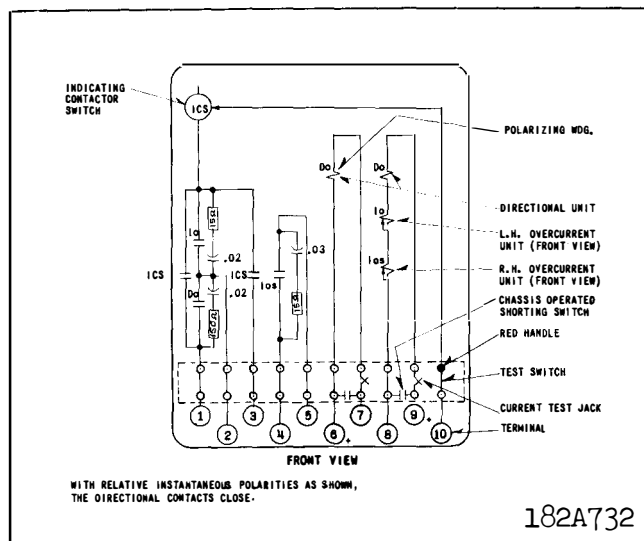 INDICATING
CONTACTOR
SWITCH
ICS
POLARIZING WDG.
Do
Do
DIRECTIONAL UNIT
Io
L.H. OVERCURRENT
UNIT (FRONT VIEW)
15Ω
Io
.02
.03
ICS
ICS
Ios
Ios
R.H. OVERCURRENT
UNIT (FRONT VIEW)
Do
.02
CHASSIS OPERATED
SHORTING SWITCH
150Ω
15Ω
RED HANDLE
TEST SWITCH
CURRENT TEST JACK
1 3 5 7 9 +
2 4 6 + 8 10
TERMINAL
FRONT VIEW
WITH RELATIVE INSTANTANEOUS POLARITIES AS SHOWN,
THE DIRECTIONAL CONTACTS CLOSE.
182A732